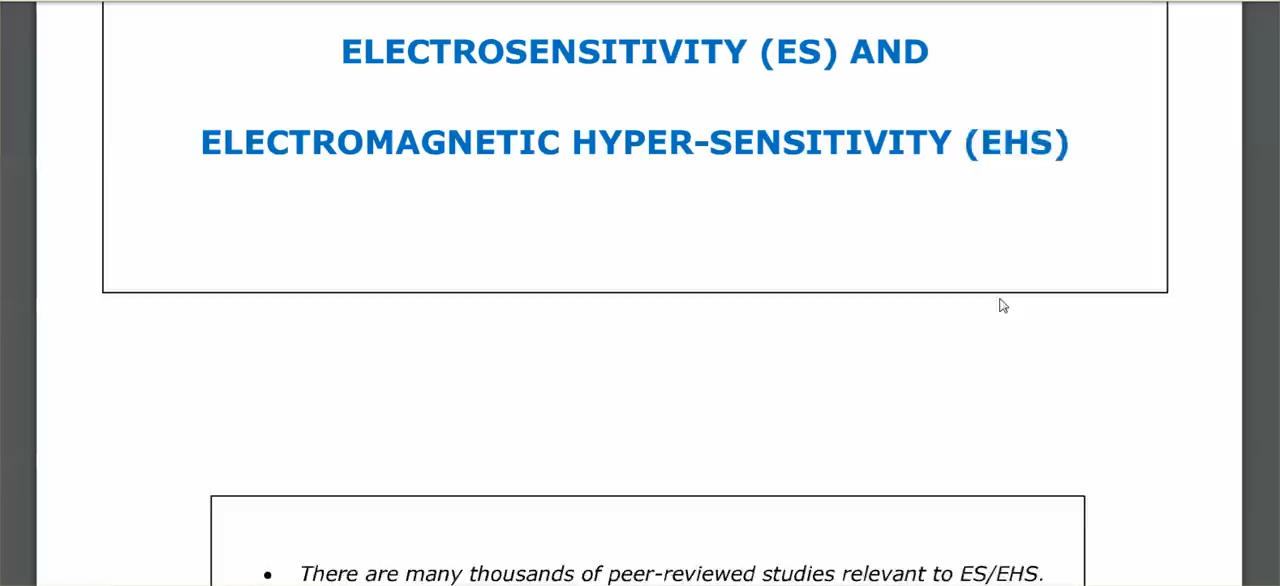 ELECTROSENSITIVITY (ES) AND
ELECTROMAGNETIC HYPER-SENSITIVITY (EHS)
• There are many thousands of peer-reviewed studies relevant to ES/EHS.